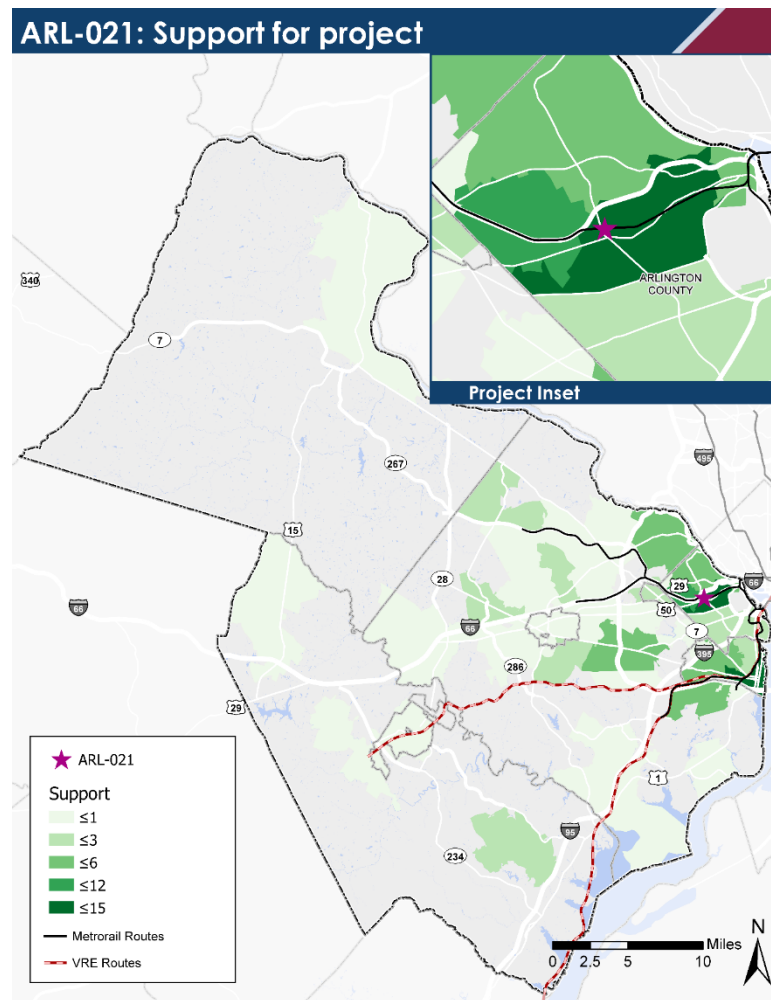 ARL-021: Support for project
ARLINGTON
COUNTY
Project Inset
340
7
267
495
15
28
29
66
50
66
7
66
395
286
29
1
95
234
ARL-021
Support
≤1
≤3
≤6
≤12
≤15
Metrorail Routes
VRE Routes
N
Miles
0 2.5 5 10